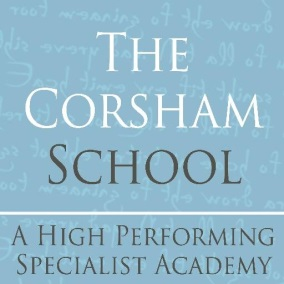 THE
CORSHAM
SCHOOL
A HIGH PERFORMING
SPECIALIST ACADEMY